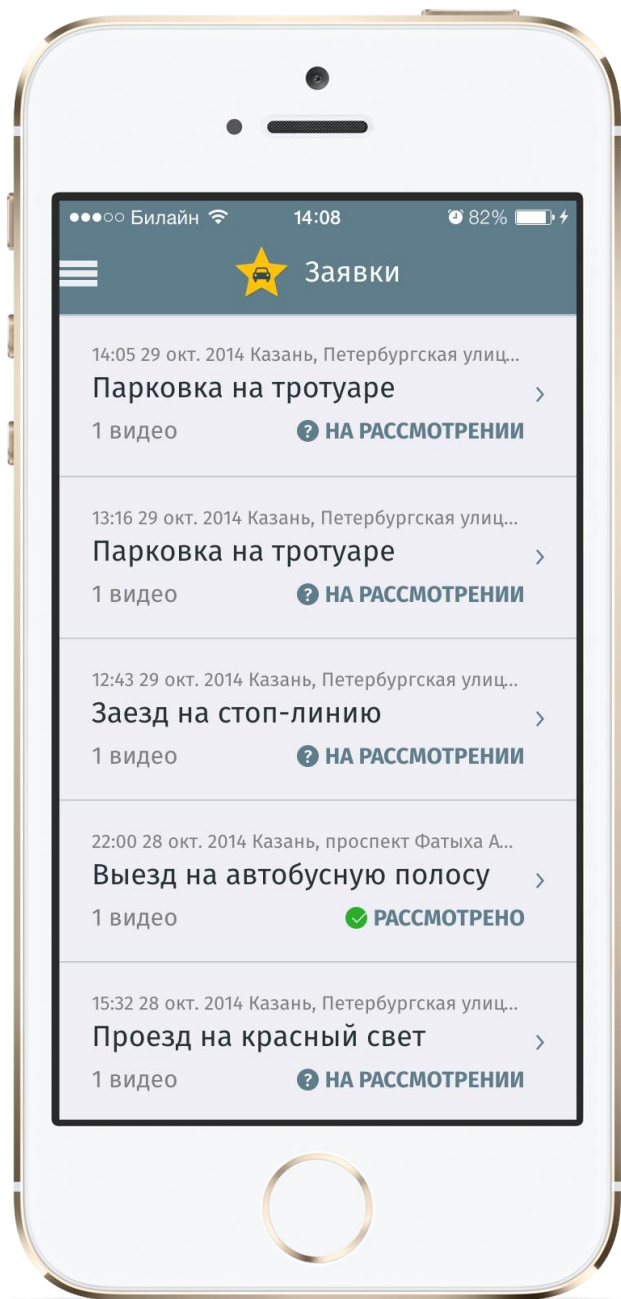 ●●●○○ Билайн 14:08 82%
Заявки
14:05 29 окт. 2014 Казань, Петербургская улиц...
Парковка на тротуаре
1 видео ? НА РАССМОТРЕНИИ
13:16 29 окт. 2014 Казань, Петербургская улиц...
Парковка на тротуаре
1 видео ? НА РАССМОТРЕНИИ
12:43 29 окт. 2014 Казань, Петербургская улиц...
Заезд на стоп-линию
1 видео ? НА РАССМОТРЕНИИ
22:00 28 окт. 2014 Казань, проспект Фатыха А...
Выезд на автобусную полосу
1 видео РАССМОТРЕНО
15:32 28 окт. 2014 Казань, Петербургская улиц...
Проезд на красный свет
1 видео ? НА РАССМОТРЕНИИ